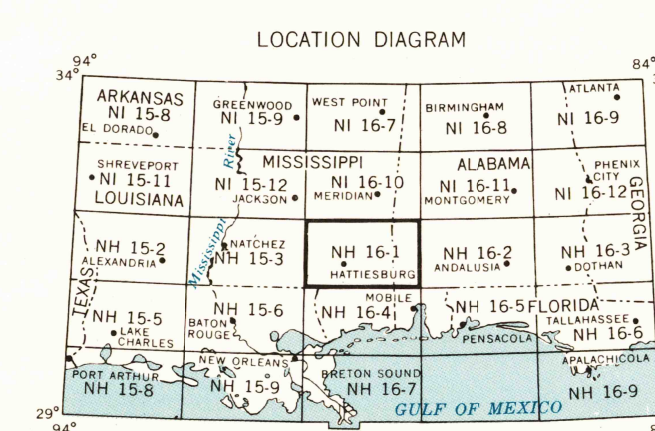 LOCATION DIAGRAM
94°
84°
34°
ARKANSAS
NI 15-8
EL DORADO
GREENWOOD
NI 15-9
WEST POINT
NI 16-7
BIRMINGHAM
NI 16-8
ATLANTA
NI 16-9
River
SHREVEPORT
NI 15-11
LOUISIANA
MISSISSIPPI
NI 15-12
JACKSON
NI 16-10
MERIDIAN
ALABAMA
NI 16-11
MONTGOMERY
PHENIX
CITY
NI 16-12
GEORGIA
NH 15-2
ALEXANDRIA
Mississippi
NATCHEZ
NH 15-3
NH 16-1
HATTIESBURG
NH 16-2
ANDALUSIA
NH 16-3
DOTHAN
TEXAS
NH 15-5
LAKE
CHARLES
NH 15-6
BATON
ROUGE
MOBILE
NH 16-4
NH 16-5
PENSACOLA
FLORIDA
TALLAHASSEE
NH 16-6
PORT ARTHUR
NH 15-8
NEW ORLEANS
NH 15-9
BRETON SOUND
NH 16-7
APALACHICOLA
NH 16-9
GULF OF MEXICO
29°
94°